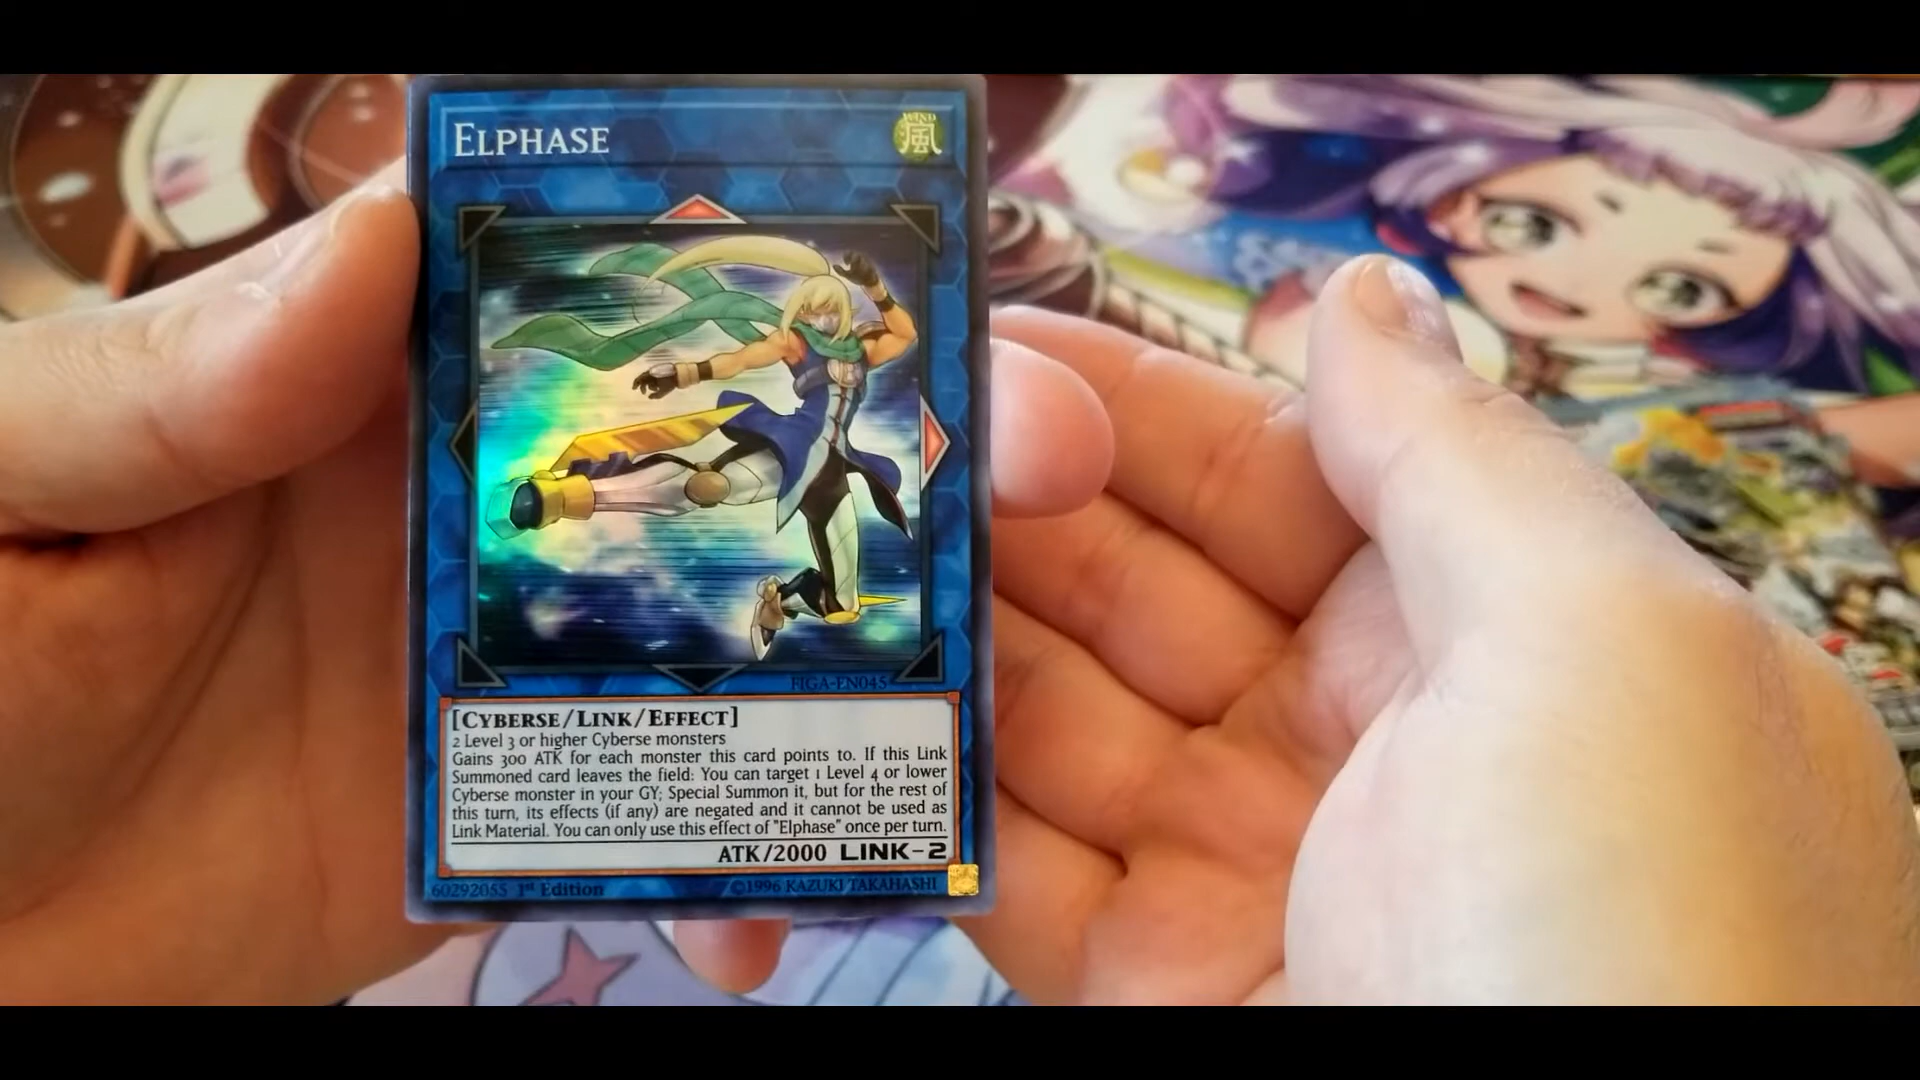 ELPHASE
WIND
風
FIGA-EN045
[CYBERSE/LINK/EFFECT]
2 Level 3 or higher Cyberse monsters
Gains 300 ATK for each monster this card points to. If this Link
Summoned card leaves the field: You can target 1 Level 4 or lower
Cyberse monster in your GY; Special Summon it, but for the rest of
this turn, its effects (if any) are negated and it cannot be used as
Link Material. You can only use this effect of "Elphase" once per turn.
ATK/2000 LINK-2
60292055 1st Edition ©1996 KAZUKI TAKAHASHI